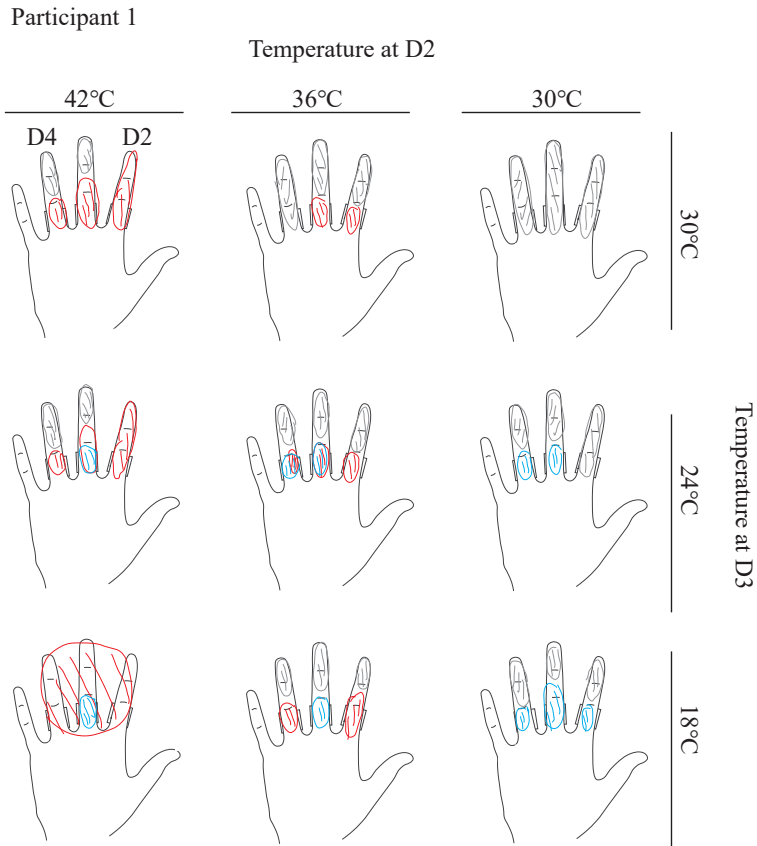 Participant 1
Temperature at D2
42°C
36°C
30°C
D4
D2
30°C
24°C
Temperature at D3
18°C